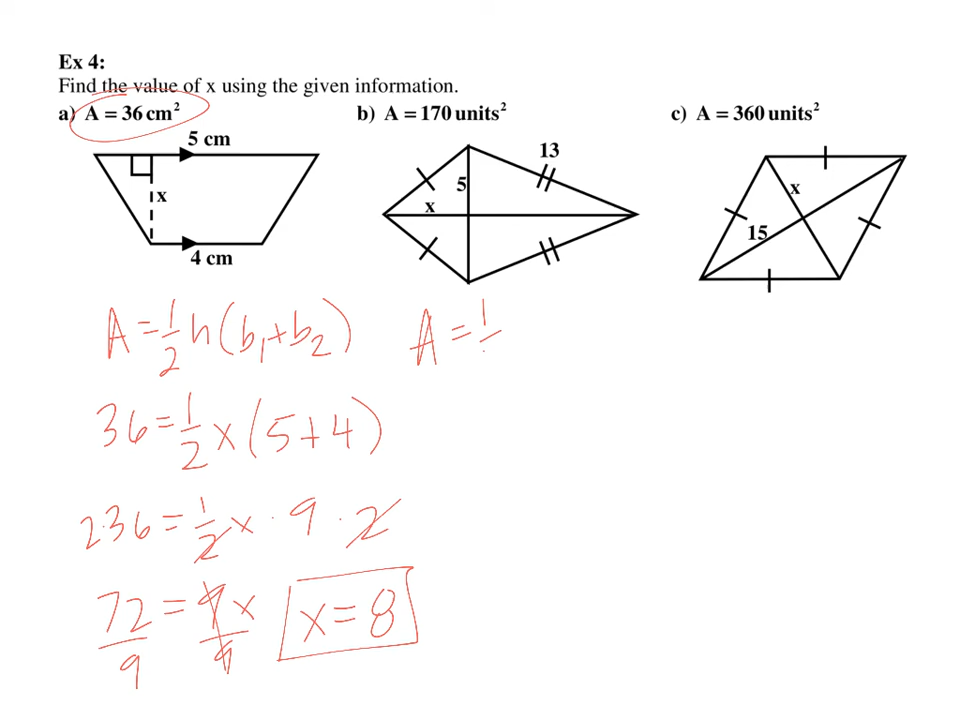 Ex 4:
Find the value of x using the given information.
a) A = 36 cm²
b) A = 170 units²
c) A = 360 units²
5 cm
x
4 cm
13
5
x
x
15
A = 1/2 h(b₁+b₂)
36 = 1/2 x(5+4)
2·36 = 1/2 x · 9 · 2
72/9 = 9x/9
x = 8
A = 1/